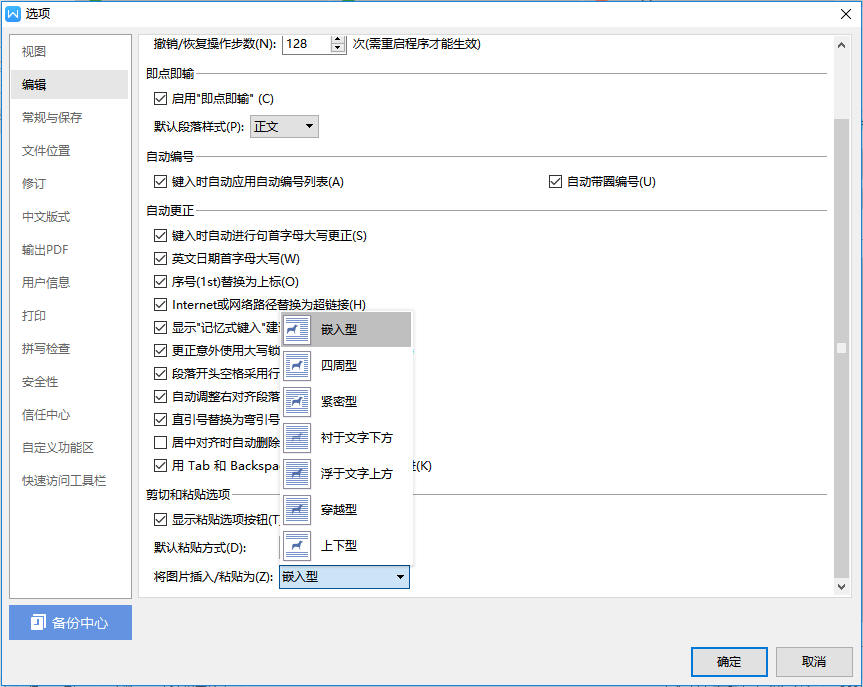 选项
视图
编辑
常规与保存
文件位置
修订
中文版式
输出PDF
用户信息
打印
拼写检查
安全性
信任中心
自定义功能区
快速访问工具栏
备份中心
撤销/恢复操作步数(N): 128 次(需重启程序才能生效)
即点即输
启用"即点即输" (C)
默认段落样式(P): 正文
自动编号
键入时自动应用自动编号列表(A) 自动带圈编号(U)
自动更正
键入时自动进行句首字母大写更正(S)
英文日期首字母大写(W)
序号(1st)替换为上标(O)
Internet或网络路径替换为超链接(H)
显示"记忆式键入"建
更正意外使用大写锁
段落开头空格采用行
自动调整右对齐段落
直引号替换为弯引号
居中对齐时自动删除
用 Tab 和 Backspa (K)
嵌入型
四周型
紧密型
衬于文字下方
浮于文字上方
穿越型
上下型
剪切和粘贴选项
显示粘贴选项按钮(T
默认粘贴方式(D):
将图片插入/粘贴为(Z): 嵌入型
确定 取消